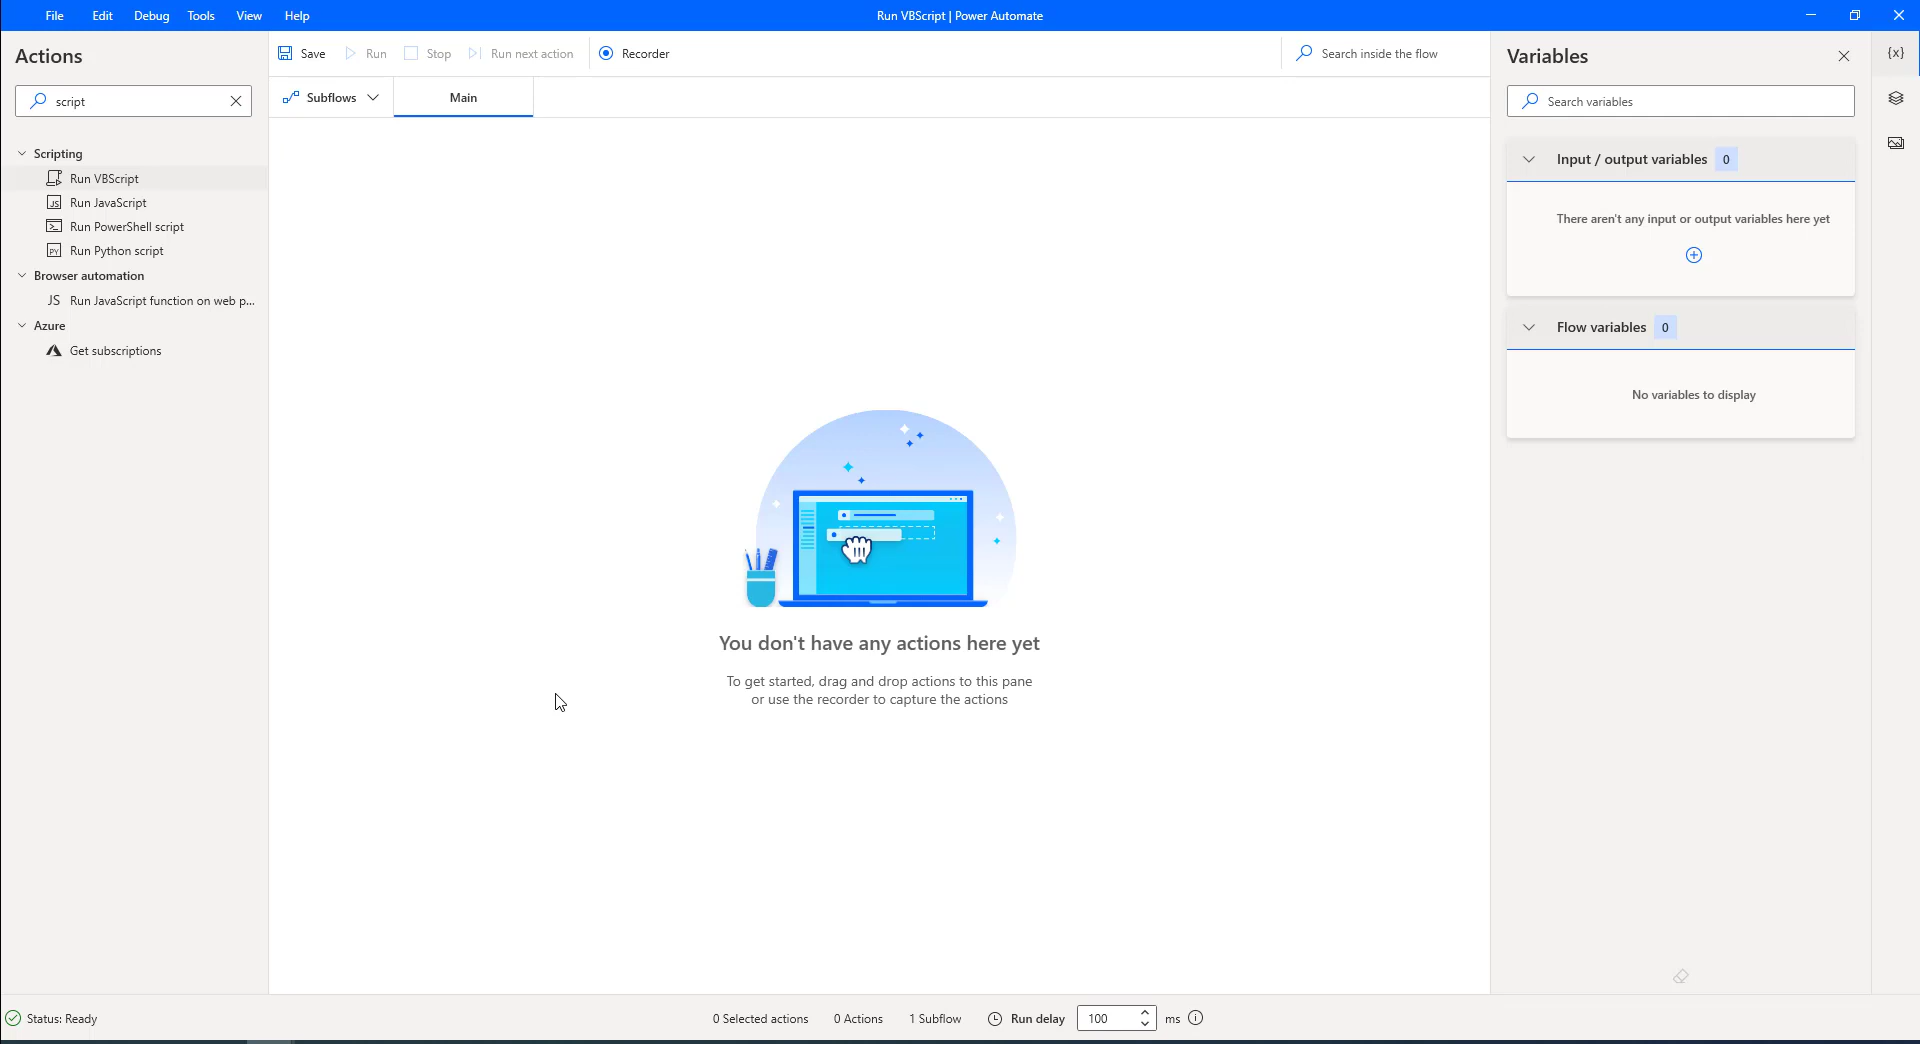 File Edit Debug Tools View Help
Run VBScript | Power Automate
Actions
script
Scripting
Run VBScript
Run JavaScript
Run PowerShell script
Run Python script
Browser automation
JS Run JavaScript function on web p...
Azure
Get subscriptions
Save Run Stop Run next action Recorder
Search inside the flow
Subflows Main
You don't have any actions here yet
To get started, drag and drop actions to this pane
or use the recorder to capture the actions
Variables
{x}
Search variables
Input / output variables 0
There aren't any input or output variables here yet
Flow variables 0
No variables to display
Status: Ready
0 Selected actions 0 Actions 1 Subflow Run delay 100 ms